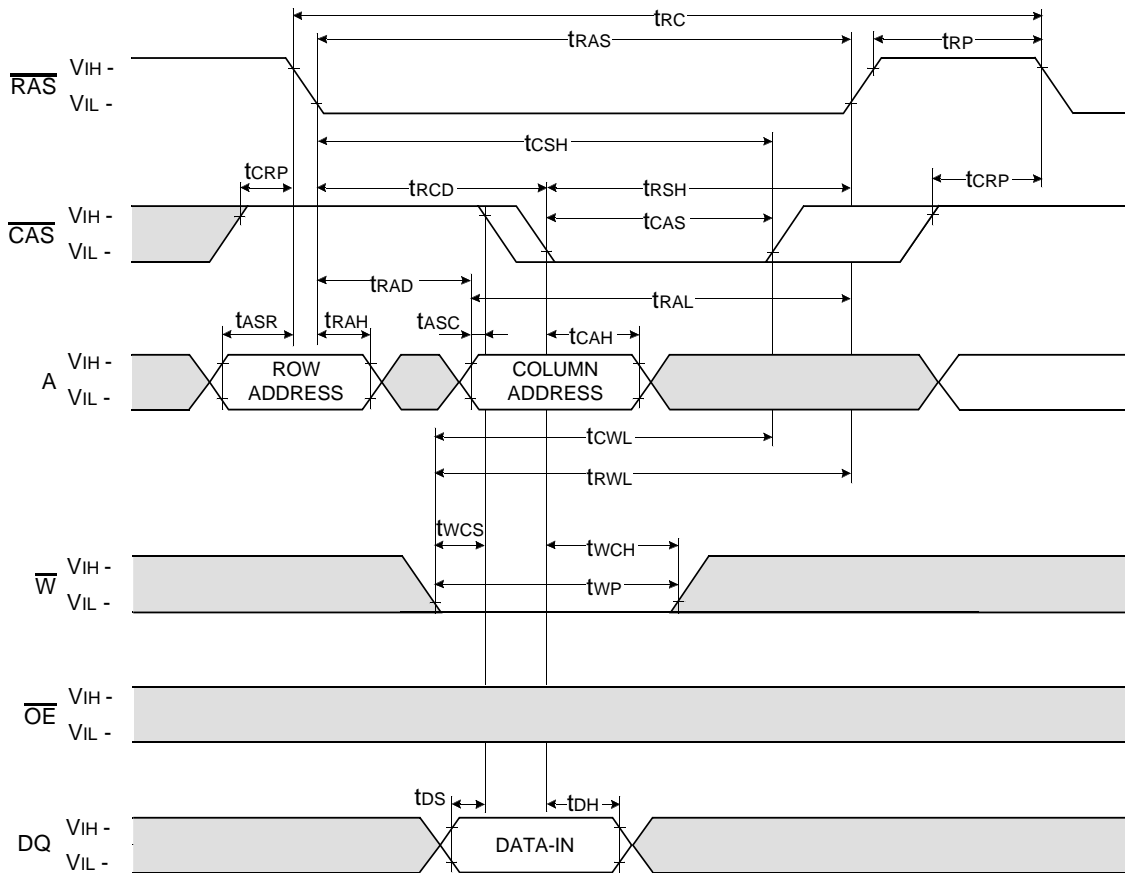 tRC
tRAS
tRP
RAS VIH -
VIL -
tCSH
tCRP
tRCD
tRSH
tCRP
CAS VIH -
VIL -
tCAS
tRAD
tRAL
tASR
tRAH
tASC
tCAH
A VIH -
VIL -
ROW
ADDRESS
COLUMN
ADDRESS
tCWL
tRWL
tWCS
tWCH
W VIH -
VIL -
tWP
OE VIH -
VIL -
tDS
tDH
DQ VIH -
VIL -
DATA-IN